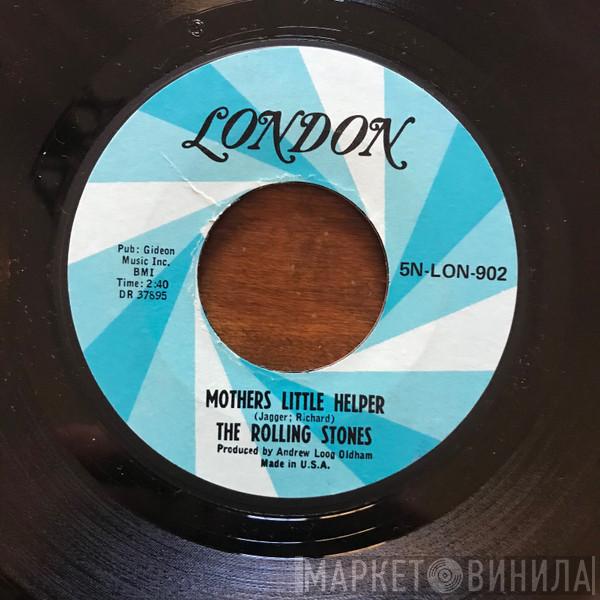 LONDON
Pub: Gideon
Music Inc.
BMI
Time: 2:40
DR 37895
5N-LON-902
MOTHERS LITTLE HELPER
(Jagger; Richard)
THE ROLLING STONES
Produced by Andrew Loog Oldham
Made in U.S.A.
МАРКЕТ ВИНИЛА